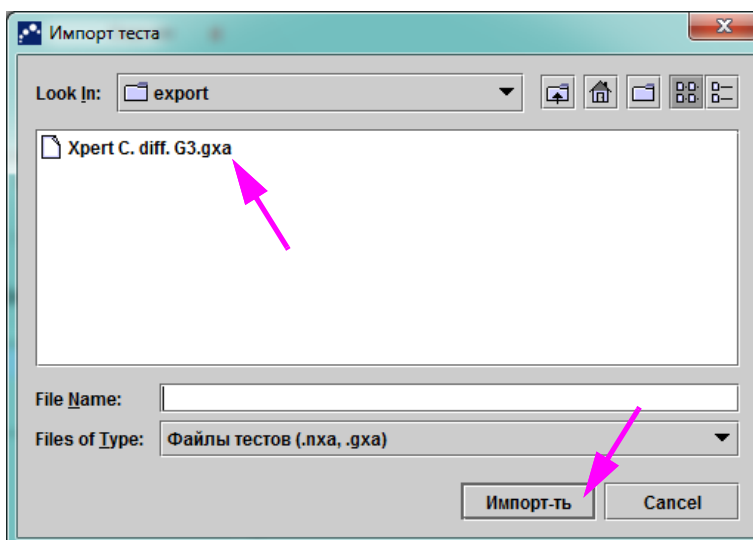 Импорт теста
Look In: export
Xpert C. diff. G3.gxa
File Name:
Files of Type: Файлы тестов (.nxa, .gxa)
Импорт-ть Cancel